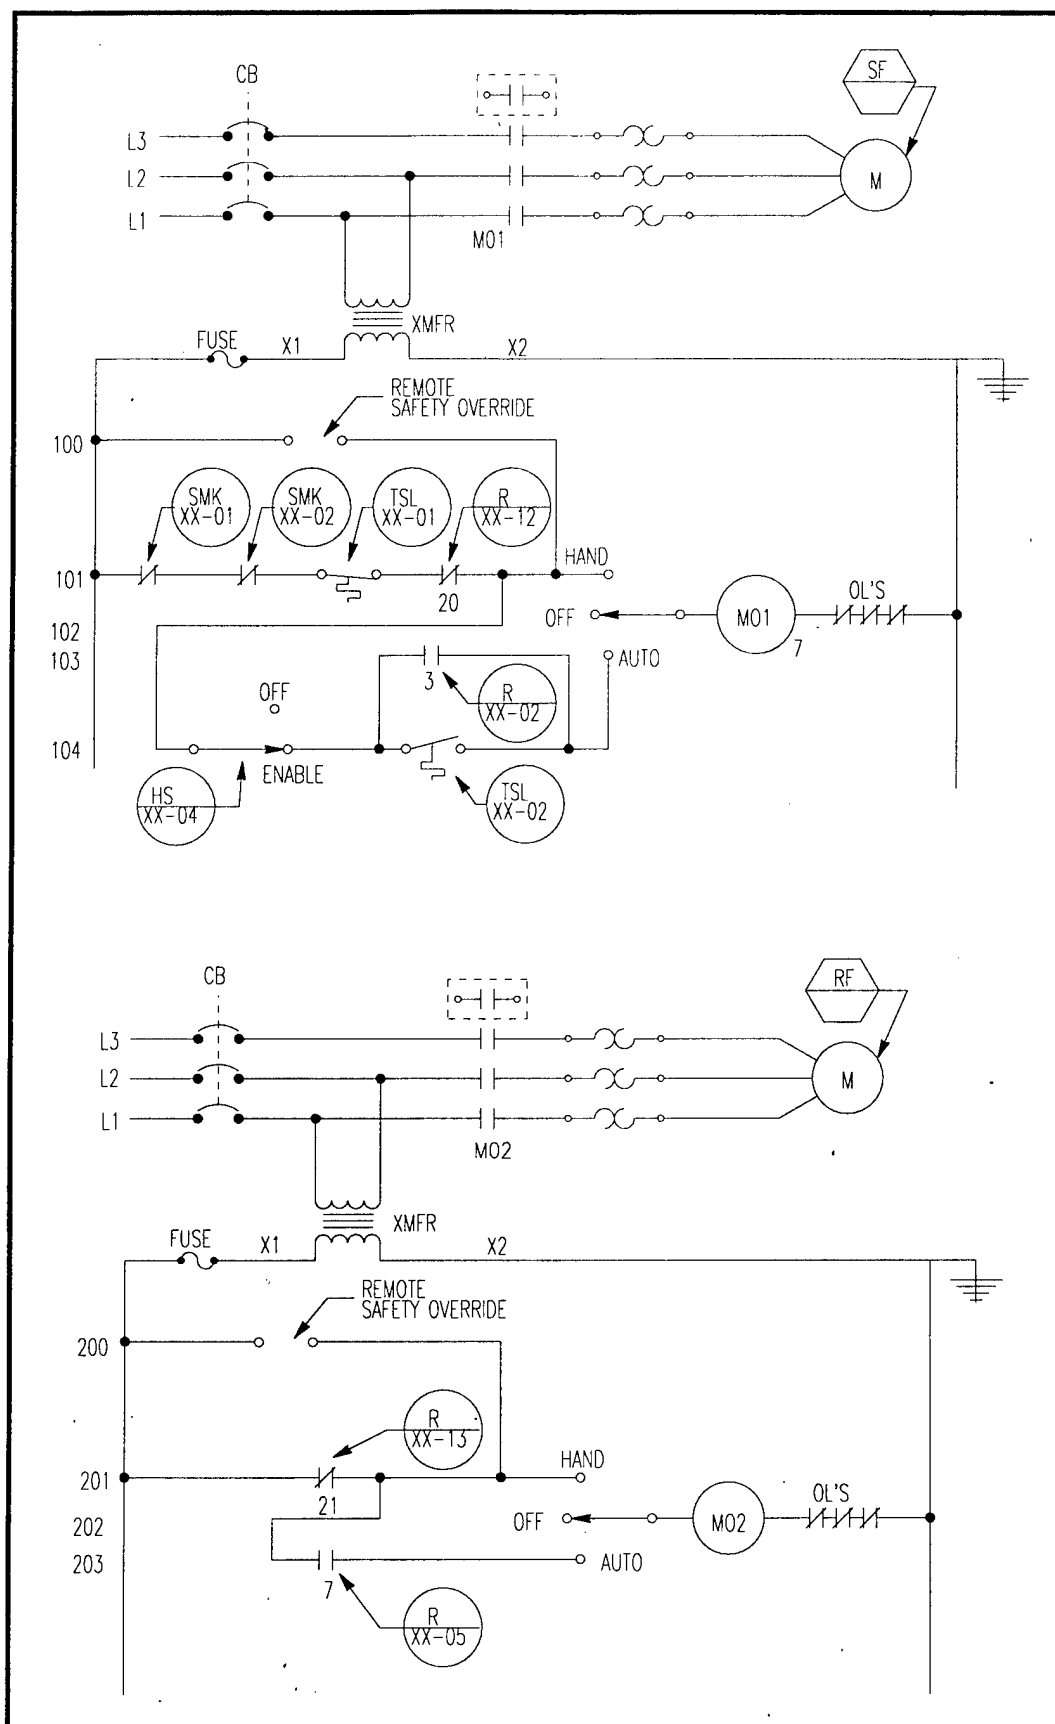 CB
SF
L3
L2
L1
M
M01
XMFR
FUSE
X1
X2
REMOTE
SAFETY OVERRIDE
100
SMK
XX-01
SMK
XX-02
TSL
XX-01
R
XX-12
101
20
HAND
OL'S
102
OFF
M01
7
103
AUTO
3
R
XX-02
OFF
104
ENABLE
HS
XX-04
TSL
XX-02
CB
RF
L3
L2
L1
M
M02
XMFR
FUSE
X1
X2
REMOTE
SAFETY OVERRIDE
200
R
XX-13
201
21
HAND
OL'S
202
OFF
M02
203
7
AUTO
R
XX-05